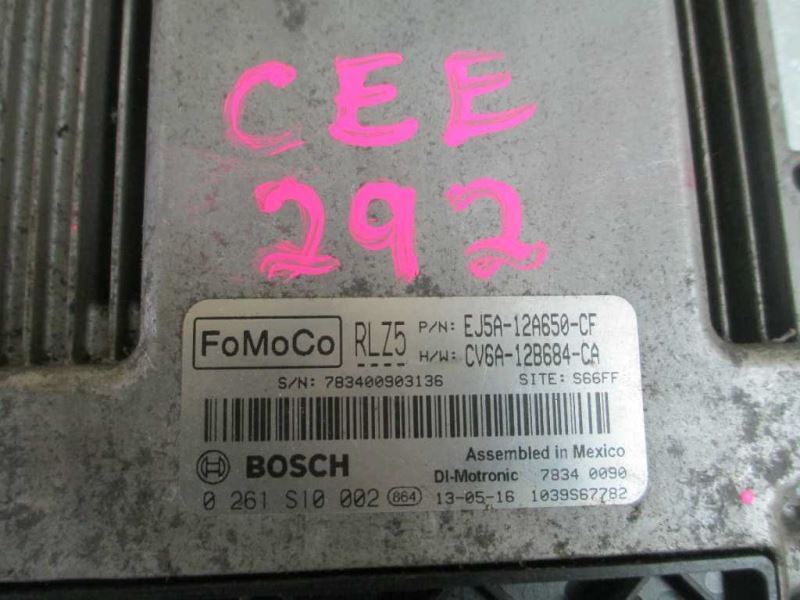 CEE
292
FoMoCo RLZ5 P/N: EJ5A-12A650-CF
H/W: CV6A-12B684-CA
S/N: 783400903136 SITE: S66FF
Assembled in Mexico
BOSCH DI-Motronic 7834 0090
0 261 S10 002 864 13-05-16 1039S67782